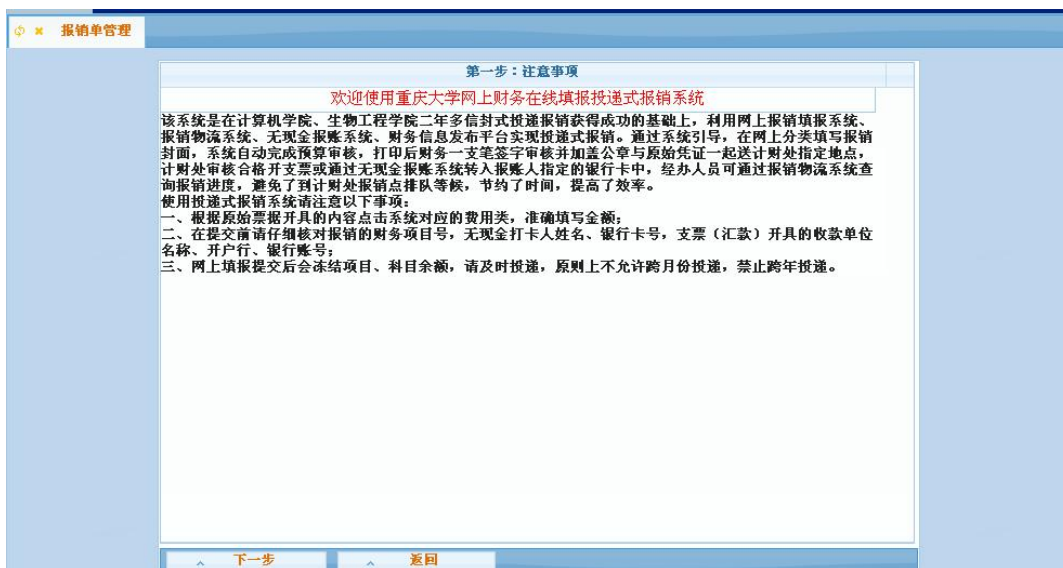 报销单管理
第一步：注意事项
欢迎使用重庆大学网上财务在线填报投递式报销系统
该系统是在计算机学院、生物工程学院二年多信封式投递报销获得成功的基础上，利用网上报销填报系统、
报销物流系统、无现金报账系统、财务信息发布平台实现投递式报销。通过系统引导，在网上分类填写报销
封面，系统自动完成预算审核，打印后财务一支笔签字审核并加盖公章与原始凭证一起送计财处指定地点，
计财处审核合格开支票或通过无现金报账系统转入报账人指定的银行卡中，经办人员可通过报销物流系统查
询报销进度，避免了到计财处报销点排队等候，节约了时间，提高了效率。
使用投递式报销系统请注意以下事项：
一、根据原始票据开具的内容点击系统对应的费用类，准确填写金额；
二、在提交前请仔细核对报销的财务项目号，无现金打卡人姓名、银行卡号，支票（汇款）开具的收款单位
名称、开户行、银行账号；
三、网上填报提交后会冻结项目、科目余额，请及时投递，原则上不允许跨月份投递，禁止跨年投递。
下一步 返回